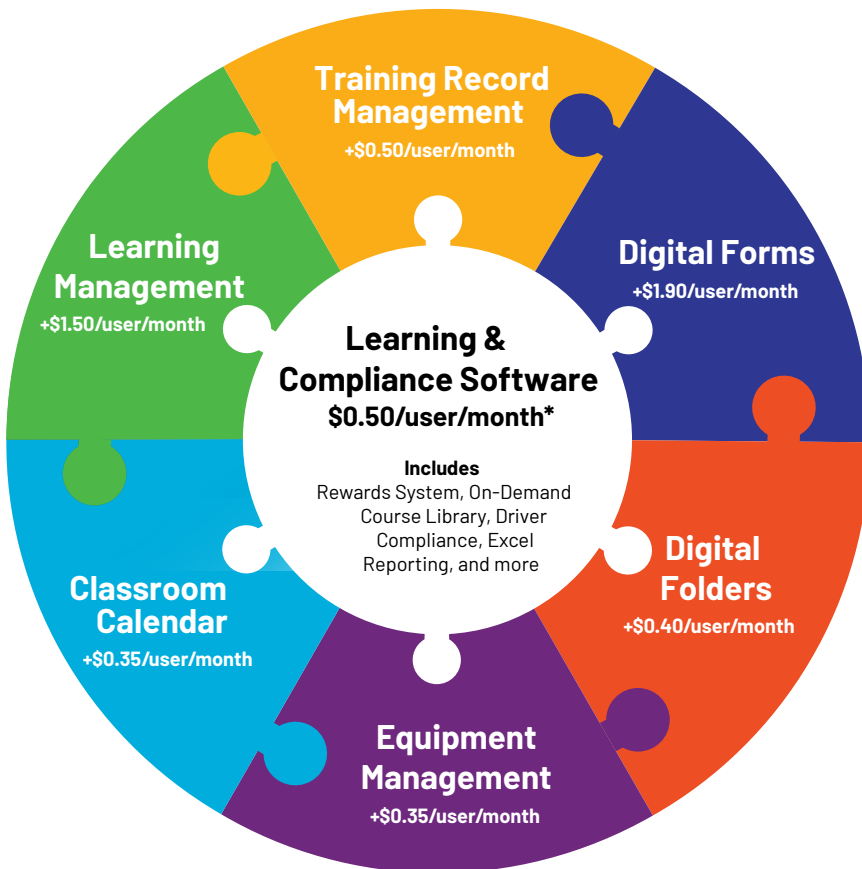 Training Record
Management
+$0.50/user/month
Digital Forms
+$1.90/user/month
Digital
Folders
+$0.40/user/month
Equipment
Management
+$0.35/user/month
Classroom
Calendar
+$0.35/user/month
Learning
Management
+$1.50/user/month
Learning &
Compliance Software
$0.50/user/month*
Includes
Rewards System, On-Demand
Course Library, Driver
Compliance, Excel
Reporting, and more